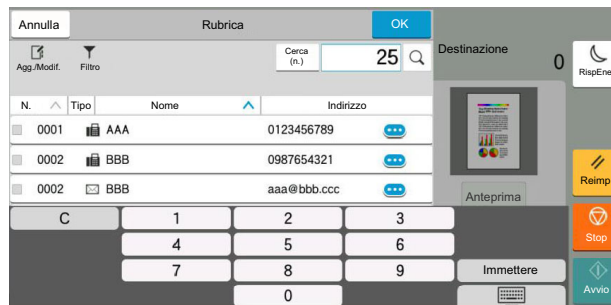 Annulla
Rubrica
OK
Agg./Modif.
Filtro
Cerca
(n.)
25
Destinazione
0
RispEne
N.
Tipo
Nome
Indirizzo
0001
AAA
0123456789
0002
BBB
0987654321
0002
BBB
aaa@bbb.ccc
Anteprima
Reimp
Stop
Avvio
C
1
2
3
4
5
6
7
8
9
Immettere
0